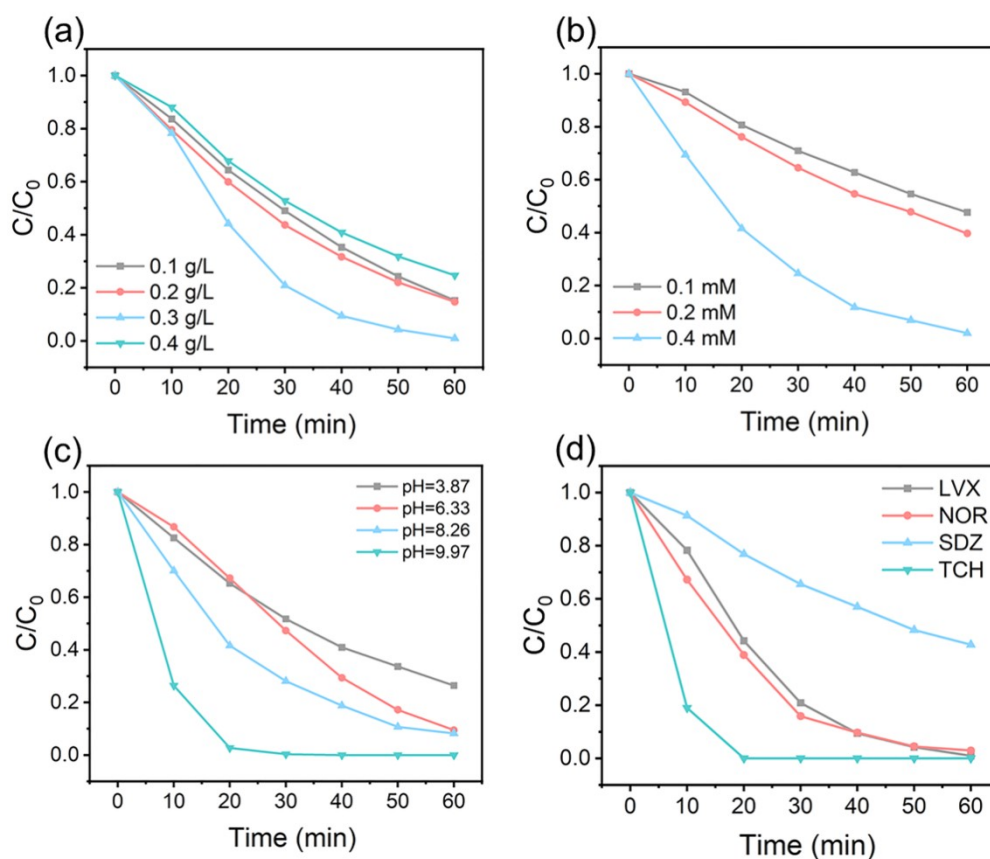 (a)
C/C0
1.0
0.8
0.6
0.4
0.2
0.0
0.1 g/L
0.2 g/L
0.3 g/L
0.4 g/L
0 10 20 30 40 50 60
Time (min)
(b)
C/C0
1.0
0.8
0.6
0.4
0.2
0.0
0.1 mM
0.2 mM
0.4 mM
0 10 20 30 40 50 60
Time (min)
(c)
C/C0
1.0
0.8
0.6
0.4
0.2
0.0
pH=3.87
pH=6.33
pH=8.26
pH=9.97
0 10 20 30 40 50 60
Time (min)
(d)
C/C0
1.0
0.8
0.6
0.4
0.2
0.0
LVX
NOR
SDZ
TCH
0 10 20 30 40 50 60
Time (min)